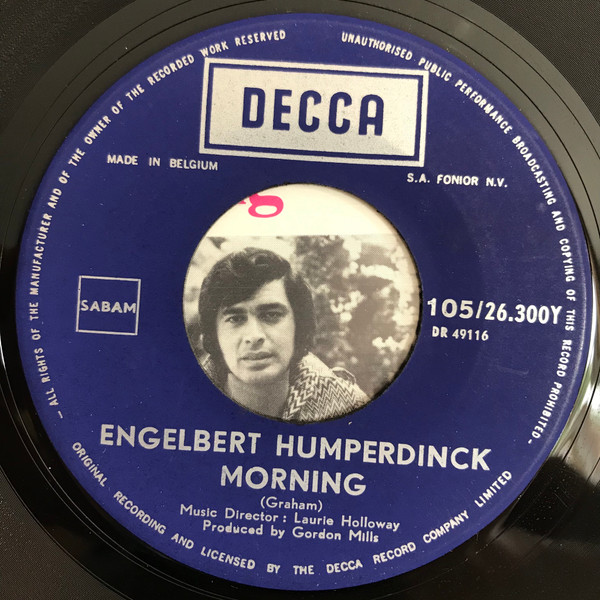 — ALL RIGHTS OF THE MANUFACTURER AND OF THE OWNER OF THE RECORDED WORK RESERVED
UNAUTHORISED PUBLIC PERFORMANCE BROADCASTING AND COPYING OF THIS RECORD PROHIBITED—
DECCA
MADE IN BELGIUM
S.A. FONIOR N.V.
g
SABAM
105/26.300Y
DR 49116
ENGELBERT HUMPERDINCK
MORNING
(Graham)
Music Director : Laurie Holloway
Produced by Gordon Mills
ORIGINAL RECORDING AND LICENSED BY THE DECCA RECORD COMPANY LIMITED